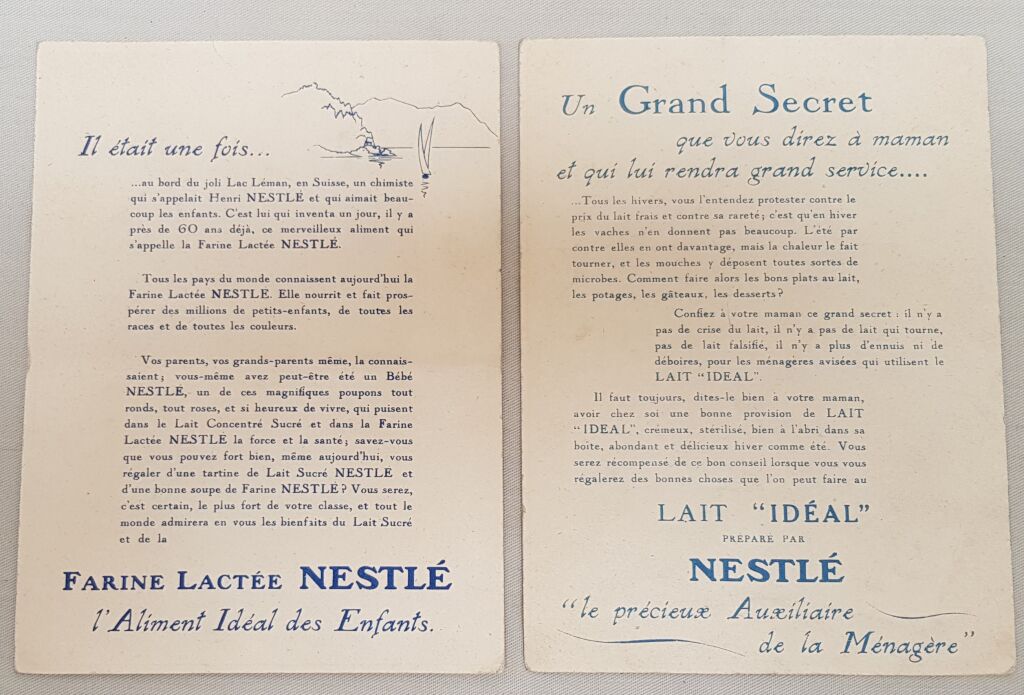 Il était une fois...
...au bord du joli Lac Léman, en Suisse, un chimiste
qui s'appelait Henri NESTLÉ et qui aimait beau-
coup les enfants. C'est lui qui inventa un jour, il y a
près de 60 ans déjà, ce merveilleux aliment qui
s'appelle la Farine Lactée NESTLÉ.
Tous les pays du monde connaissent aujourd'hui la
Farine Lactée NESTLÉ. Elle nourrit et fait pros-
pérer des millions de petits-enfants, de toutes les
races et de toutes les couleurs.
Vos parents, vos grands-parents même, la connais-
saient; vous-même avez peut-être été un Bébé
NESTLÉ, un de ces magnifiques poupons tout
ronds, tout roses, et si heureux de vivre, qui puisent
dans le Lait Concentré Sucré et dans la Farine
Lactée NESTLÉ la force et la santé; savez-vous
que vous pouvez fort bien, même aujourd'hui, vous
régaler d'une tartine de Lait Sucré NESTLÉ et
d'une bonne soupe de Farine NESTLÉ? Vous serez,
c'est certain, le plus fort de votre classe, et tout le
monde admirera en vous les bienfaits du Lait Sucré
et de la
FARINE LACTÉE NESTLÉ
l'Aliment Idéal des Enfants.
Un Grand Secret
que vous direz à maman
et qui lui rendra grand service....
...Tous les hivers, vous l'entendez protester contre le
prix du lait frais et contre sa rareté; c'est qu'en hiver
les vaches n'en donnent pas beaucoup. L'été par
contre elles en ont davantage, mais la chaleur le fait
tourner, et les mouches y déposent toutes sortes de
microbes. Comment faire alors les bons plats au lait,
les potages, les gâteaux, les desserts?
Confiez à votre maman ce grand secret : il n'y a
pas de crise du lait, il n'y a pas de lait qui tourne,
pas de lait falsifié, il n'y a plus d'ennuis ni de
déboires, pour les ménagères avisées qui utilisent le
LAIT "IDEAL".
Il faut toujours, dites-le bien à votre maman,
avoir chez soi une bonne provision de LAIT
"IDEAL", crémeux, stérilisé, bien à l'abri dans sa
boîte, abondant et délicieux hiver comme été. Vous
serez récompensé de ce bon conseil lorsque vous vous
régalerez des bonnes choses que l'on peut faire au
LAIT "IDÉAL"
PRÉPARÉ PAR
NESTLÉ
"le précieux Auxiliaire
de la Ménagère"